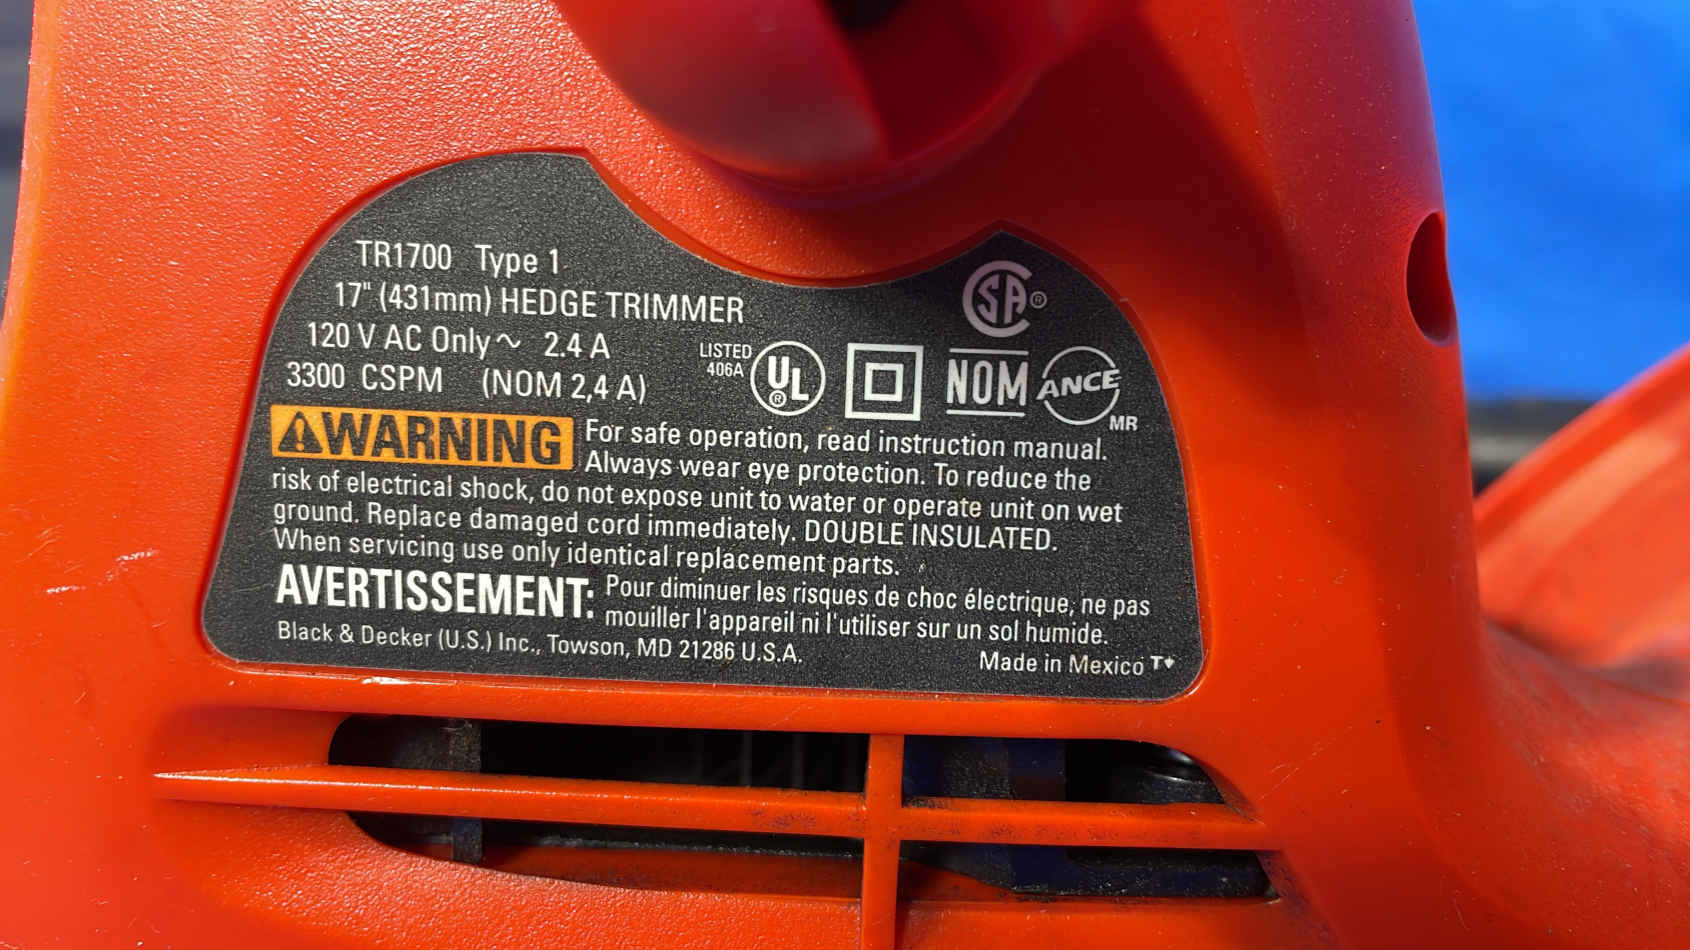 TR1700 Type 1
17" (431mm) HEDGE TRIMMER
120 V AC Only ~ 2.4 A
3300 CSPM (NOM 2,4 A)
LISTED
406A
UL ®
CSA ®
NOM
ANCE
MR
⚠WARNING For safe operation, read instruction manual.
Always wear eye protection. To reduce the
risk of electrical shock, do not expose unit to water or operate unit on wet
ground. Replace damaged cord immediately. DOUBLE INSULATED.
When servicing use only identical replacement parts.
AVERTISSEMENT: Pour diminuer les risques de choc électrique, ne pas
mouiller l'appareil ni l'utiliser sur un sol humide.
Black & Decker (U.S.) Inc., Towson, MD 21286 U.S.A.
Made in Mexico T♦